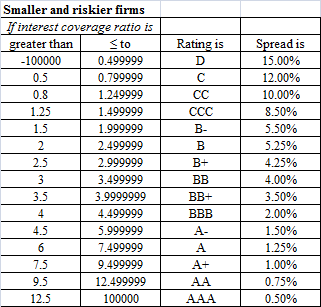 Smaller and riskier firms
If interest coverage ratio is
greater than ≤ to Rating is Spread is
-100000 0.499999 D 15.00%
0.5 0.799999 C 12.00%
0.8 1.249999 CC 10.00%
1.25 1.499999 CCC 8.50%
1.5 1.999999 B- 5.50%
2 2.499999 B 5.25%
2.5 2.999999 B+ 4.25%
3 3.499999 BB 4.00%
3.5 3.9999999 BB+ 3.50%
4 4.499999 BBB 2.00%
4.5 5.999999 A- 1.50%
6 7.499999 A 1.25%
7.5 9.499999 A+ 1.00%
9.5 12.499999 AA 0.75%
12.5 100000 AAA 0.50%